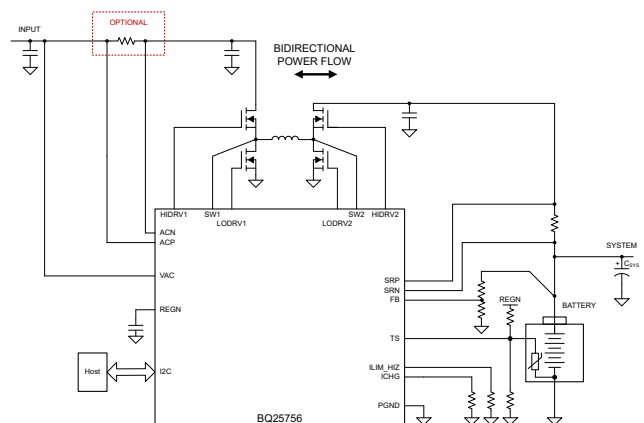 INPUT
OPTIONAL
BIDIRECTIONAL
POWER FLOW
HIDRV1
SW1
LODRV1
LODRV2
SW2
HIDRV2
ACN
ACP
VAC
REGN
Host
I2C
SRP
SRN
FB
TS
ILIM_HIZ
ICHG
PGND
REGN
SYSTEM
+ CSYS
BATTERY
BQ25756